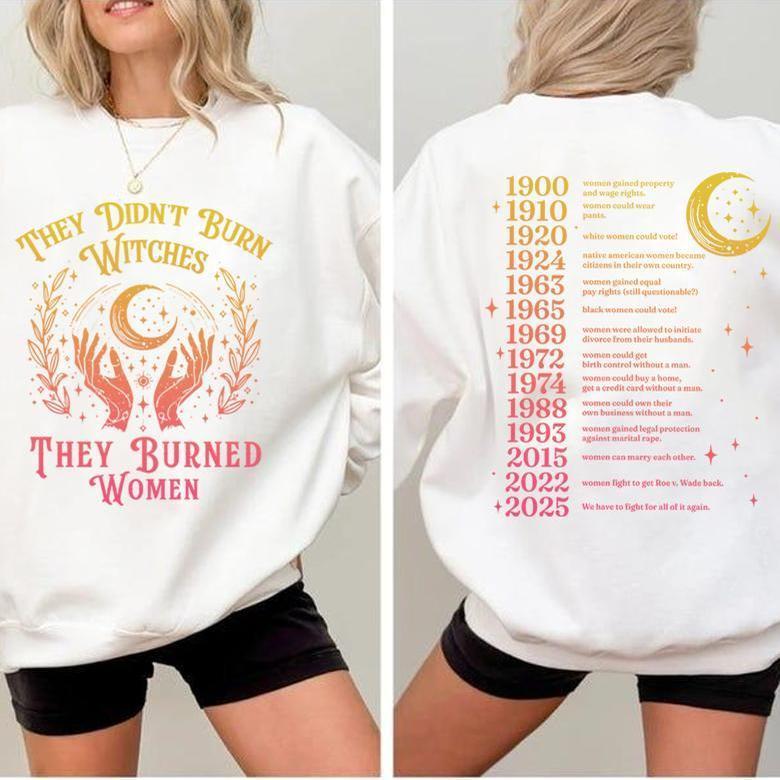 They Didn't Burn
Witches
They Burned
Women
1900 women gained property
and wage rights.
1910 women could wear
pants.
1920 white women could vote!
1924 native american women became
citizens in their own country.
1963 women gained equal
pay rights (still questionable?)
1965 black women could vote!
1969 women were allowed to initiate
divorce from their husbands.
1972 women could get
birth control without a man.
1974 women could buy a home,
get a credit card without a man.
1988 women could own their
own business without a man.
1993 women gained legal protection
against marital rape.
2015 women can marry each other.
2022 women fight to get Roe v. Wade back.
2025 We have to fight for all of it again.